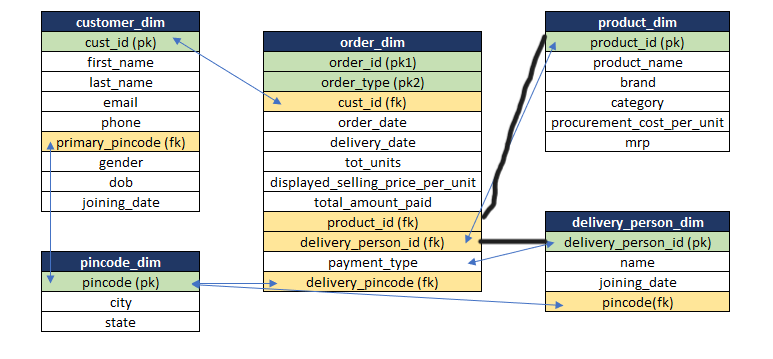 customer_dim
cust_id (pk)
first_name
last_name
email
phone
primary_pincode (fk)
gender
dob
joining_date
pincode_dim
pincode (pk)
city
state
order_dim
order_id (pk1)
order_type (pk2)
cust_id (fk)
order_date
delivery_date
tot_units
displayed_selling_price_per_unit
total_amount_paid
product_id (fk)
delivery_person_id (fk)
payment_type
delivery_pincode (fk)
product_dim
product_id (pk)
product_name
brand
category
procurement_cost_per_unit
mrp
delivery_person_dim
delivery_person_id (pk)
name
joining_date
pincode(fk)